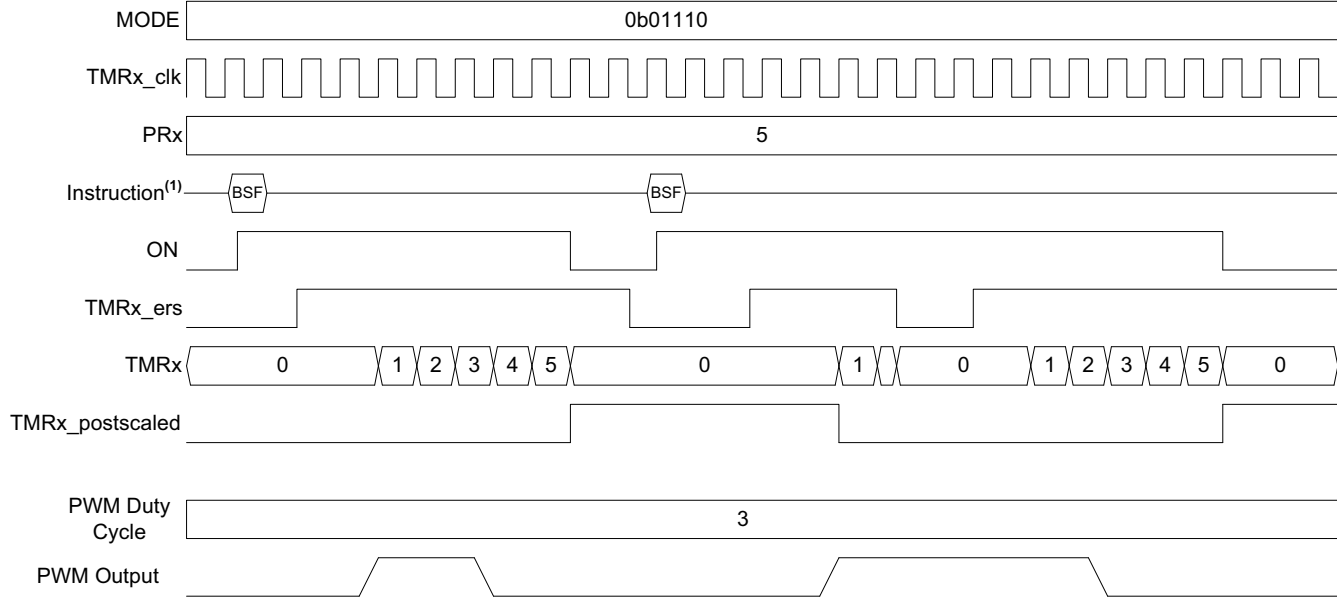 MODE 0b01110
TMRx_clk
PRx 5
Instruction(1) BSF BSF
ON
TMRx_ers
TMRx 0 1 2 3 4 5 0 1 0 1 2 3 4 5 0
TMRx_postscaled
PWM Duty
Cycle 3
PWM Output